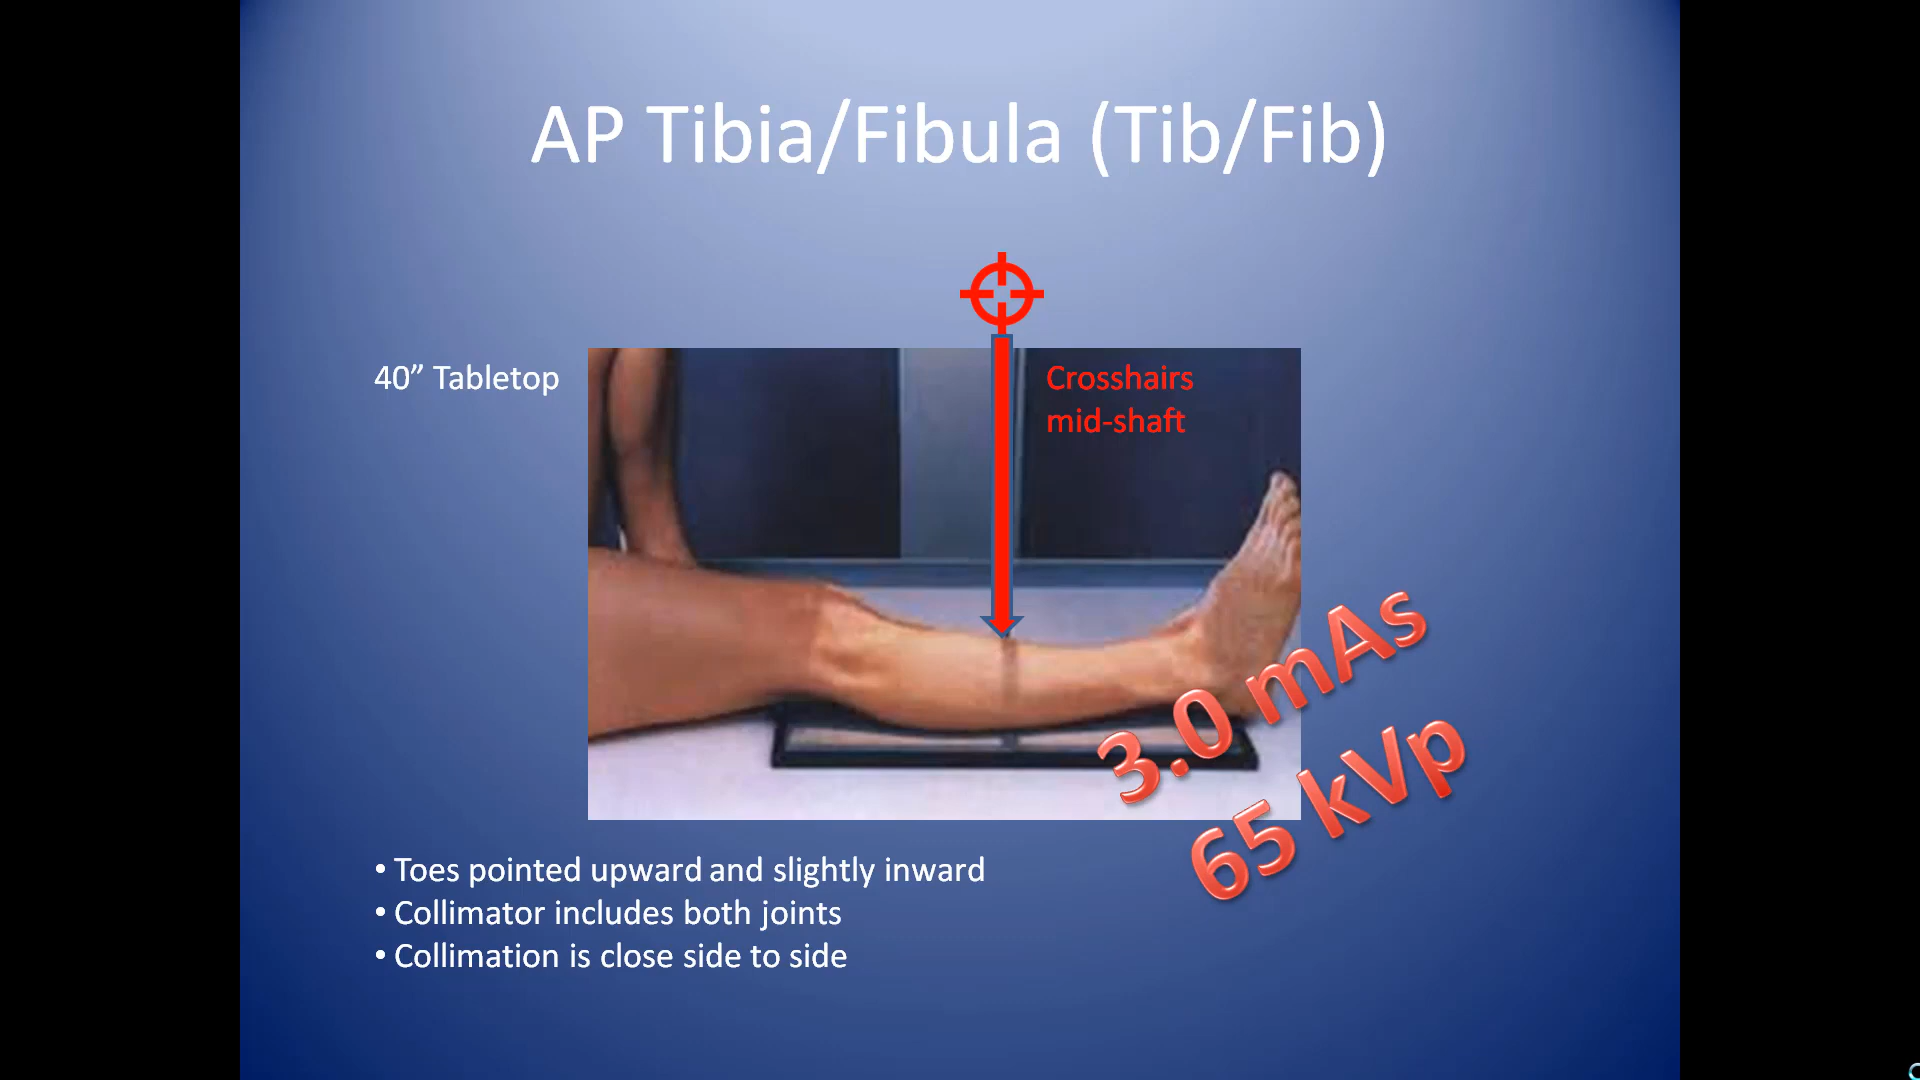 AP Tibia/Fibula (Tib/Fib)
40” Tabletop
Crosshairs
mid-shaft
3.0 mAs
65 kVp
• Toes pointed upward and slightly inward
• Collimator includes both joints
• Collimation is close side to side